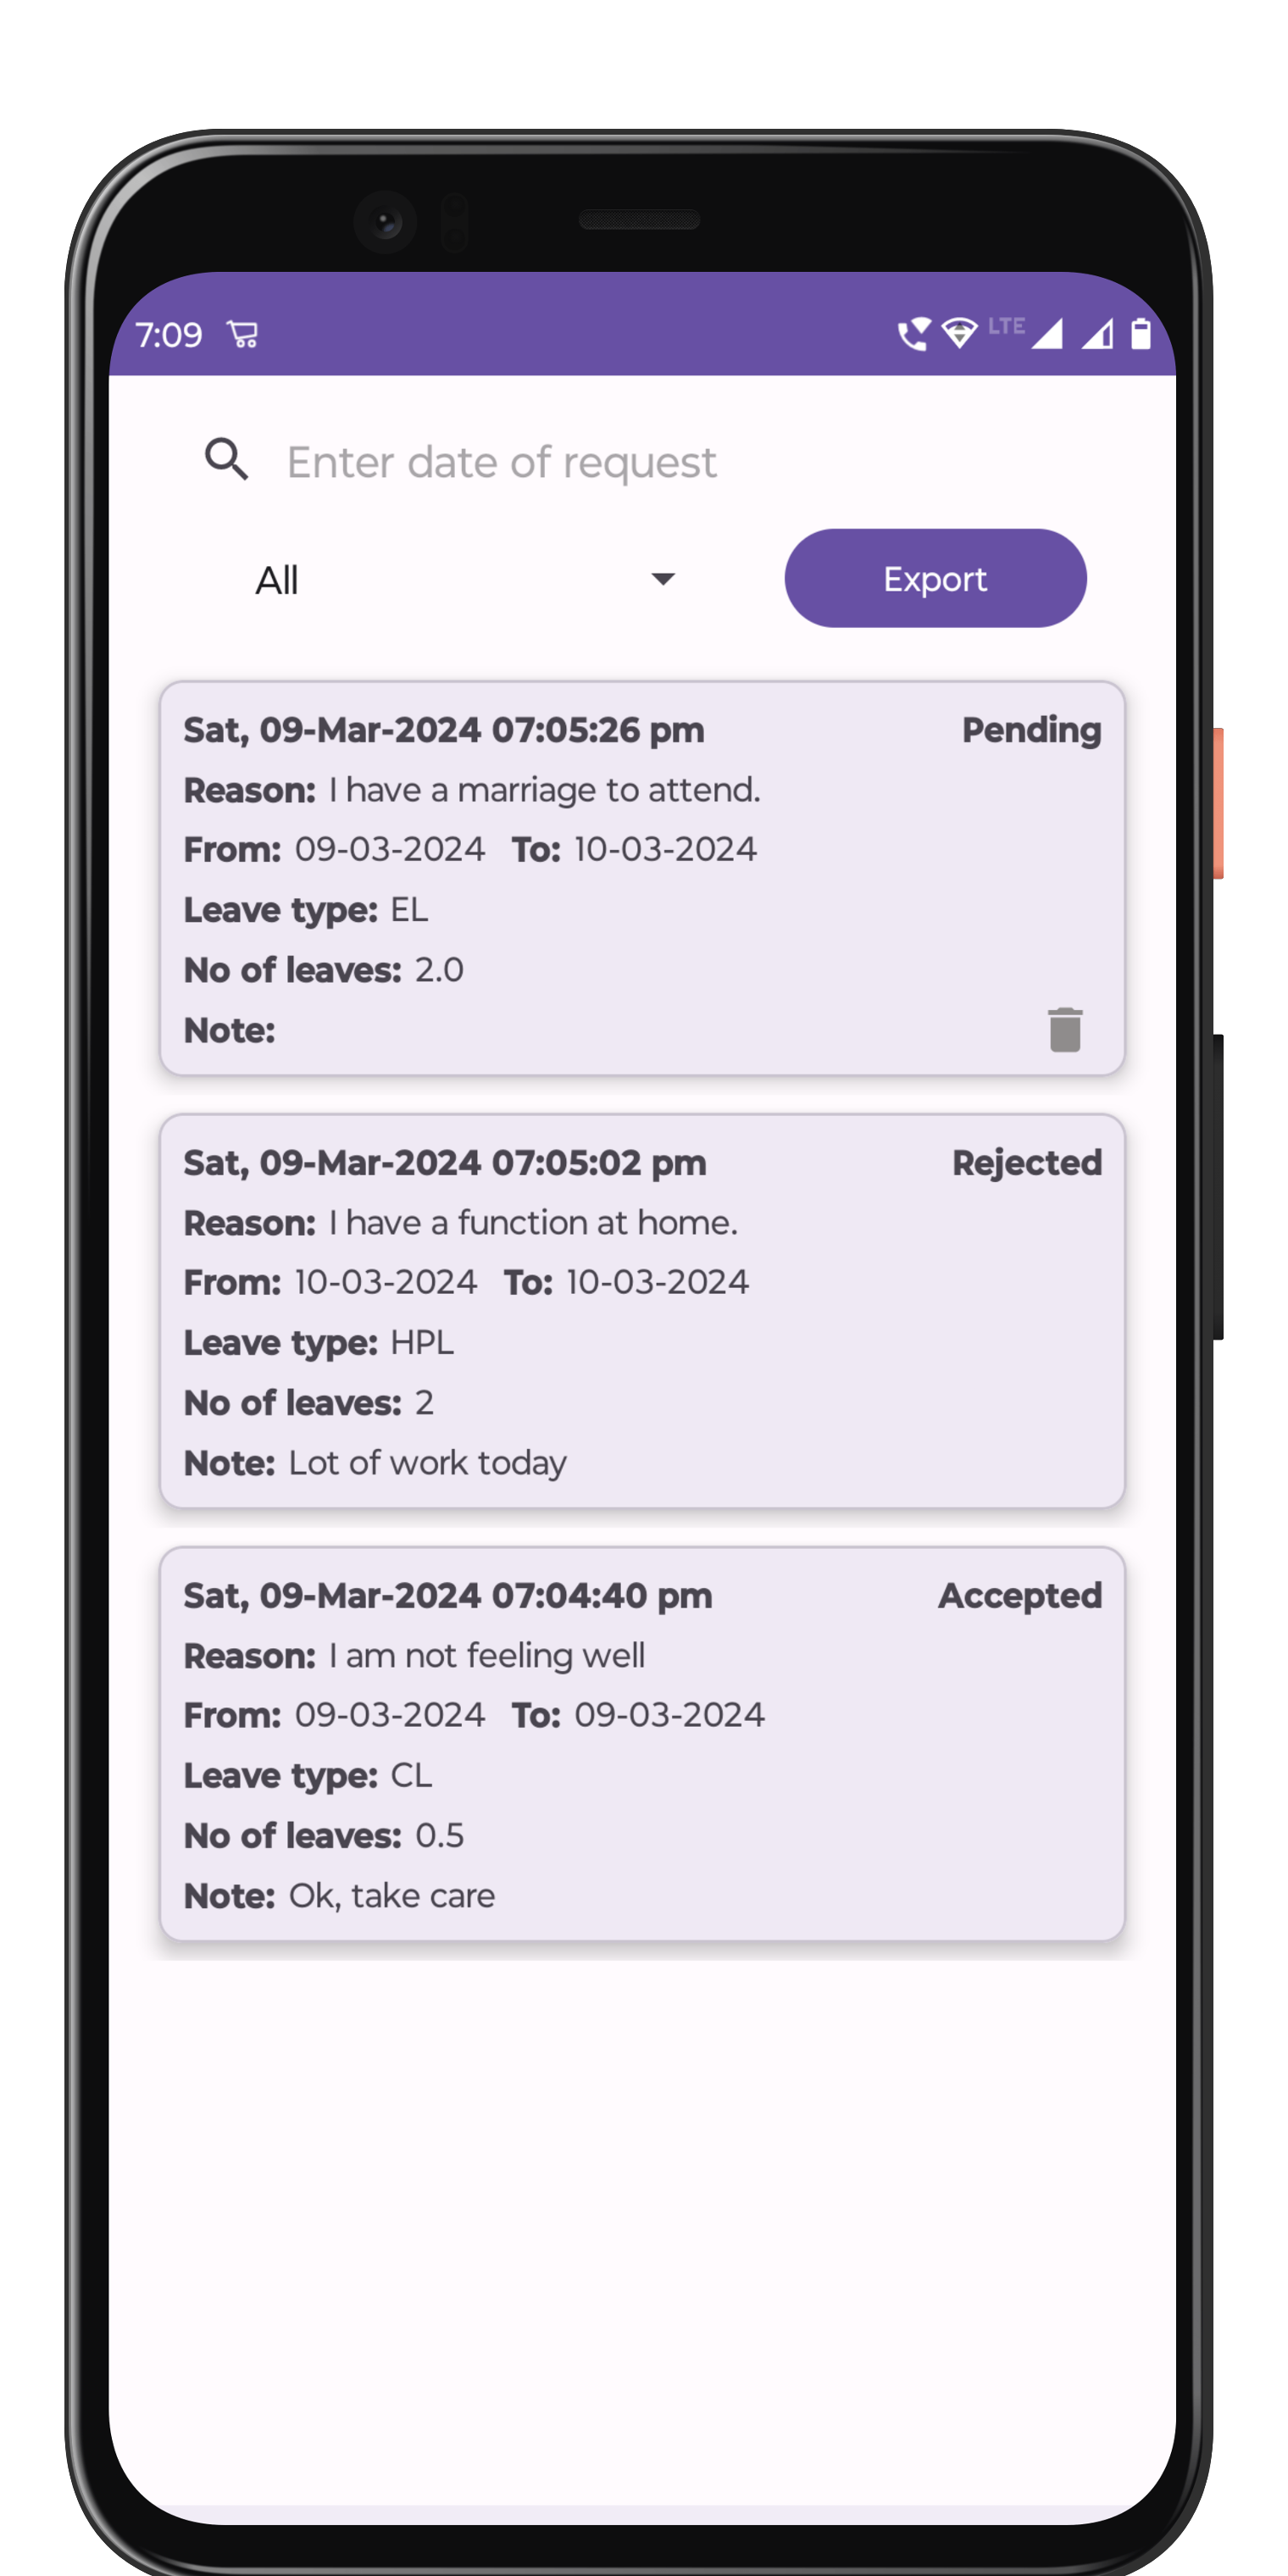 7:09 LTE
Enter date of request
All Export
Sat, 09-Mar-2024 07:05:26 pm Pending
Reason: I have a marriage to attend.
From: 09-03-2024 To: 10-03-2024
Leave type: EL
No of leaves: 2.0
Note:
Sat, 09-Mar-2024 07:05:02 pm Rejected
Reason: I have a function at home.
From: 10-03-2024 To: 10-03-2024
Leave type: HPL
No of leaves: 2
Note: Lot of work today
Sat, 09-Mar-2024 07:04:40 pm Accepted
Reason: I am not feeling well
From: 09-03-2024 To: 09-03-2024
Leave type: CL
No of leaves: 0.5
Note: Ok, take care